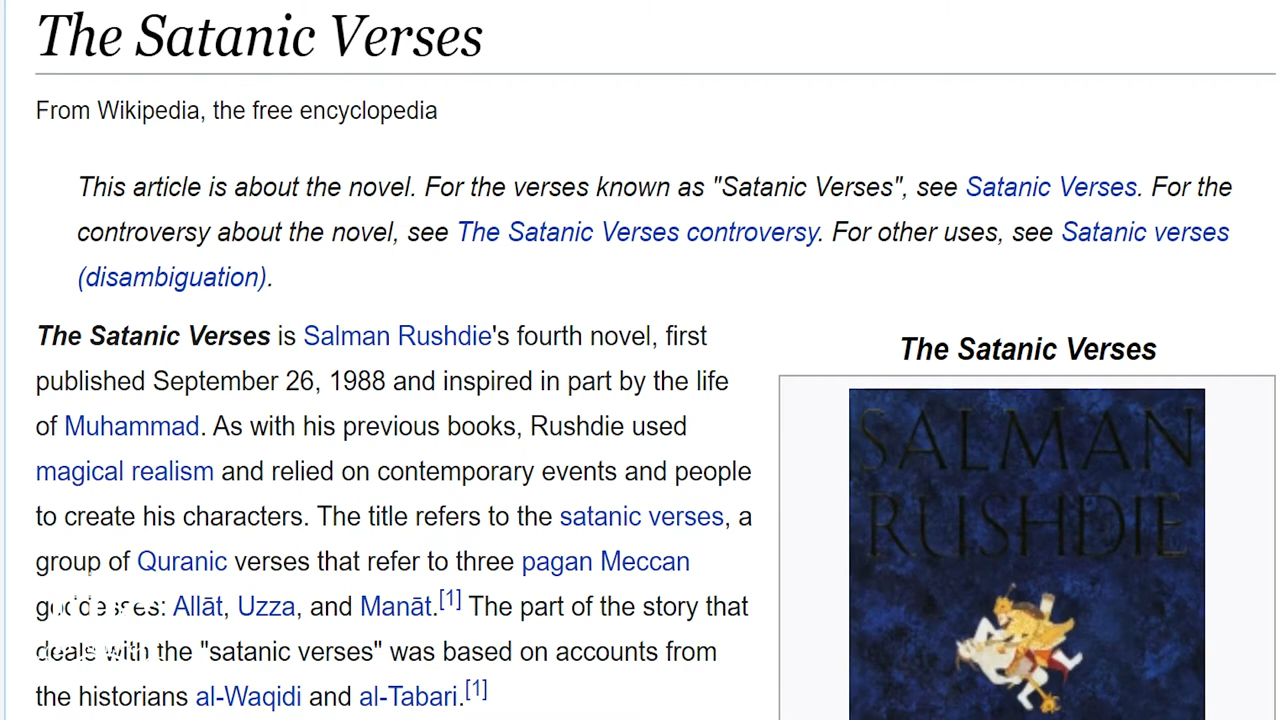 The Satanic Verses
From Wikipedia, the free encyclopedia
This article is about the novel. For the verses known as "Satanic Verses", see Satanic Verses. For the
controversy about the novel, see The Satanic Verses controversy. For other uses, see Satanic verses
(disambiguation).
The Satanic Verses is Salman Rushdie's fourth novel, first
published September 26, 1988 and inspired in part by the life
of Muhammad. As with his previous books, Rushdie used
magical realism and relied on contemporary events and people
to create his characters. The title refers to the satanic verses, a
group of Quranic verses that refer to three pagan Meccan
goddesses: Allāt, Uzza, and Manāt.[1] The part of the story that
deals with the "satanic verses" was based on accounts from
the historians al-Waqidi and al-Tabari.[1]
The Satanic Verses
SALMAN
RUSHDIE